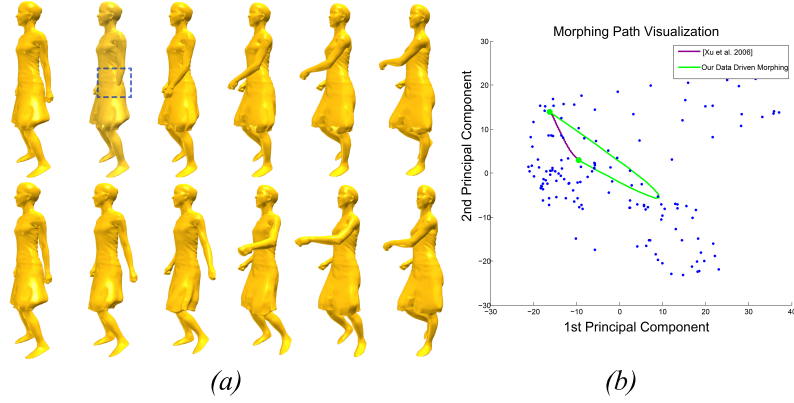 Morphing Path Visualization
[Xu et al. 2006]
Our Data Driven Morphing
30
20
10
0
−10
−20
−30
2nd Principal Component
−30 −20 −10 0 10 20 30 40
1st Principal Component
(a) (b)